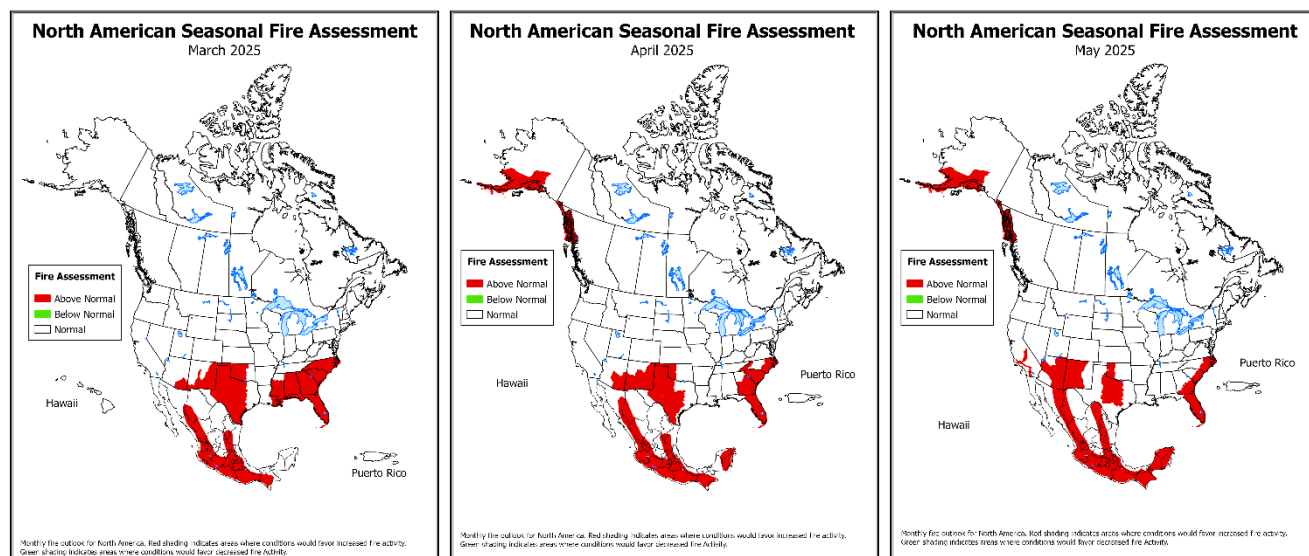 North American Seasonal Fire Assessment
March 2025
Fire Assessment
Above Normal
Below Normal
Normal
Hawaii
Puerto Rico
Monthly fire outlook for North America. Red shading indicates areas where conditions would favor increased fire activity.
Green shading indicates areas where conditions would favor decreased fire Activity.
North American Seasonal Fire Assessment
April 2025
Fire Assessment
Above Normal
Below Normal
Normal
Hawaii
Puerto Rico
Monthly fire outlook for North America. Red shading indicates areas where conditions would favor increased fire activity.
Green shading indicates areas where conditions would favor decreased fire Activity.
North American Seasonal Fire Assessment
May 2025
Fire Assessment
Above Normal
Below Normal
Normal
Hawaii
Puerto Rico
Monthly fire outlook for North America. Red shading indicates areas where conditions would favor increased fire activity.
Green shading indicates areas where conditions would favor decreased fire Activity.